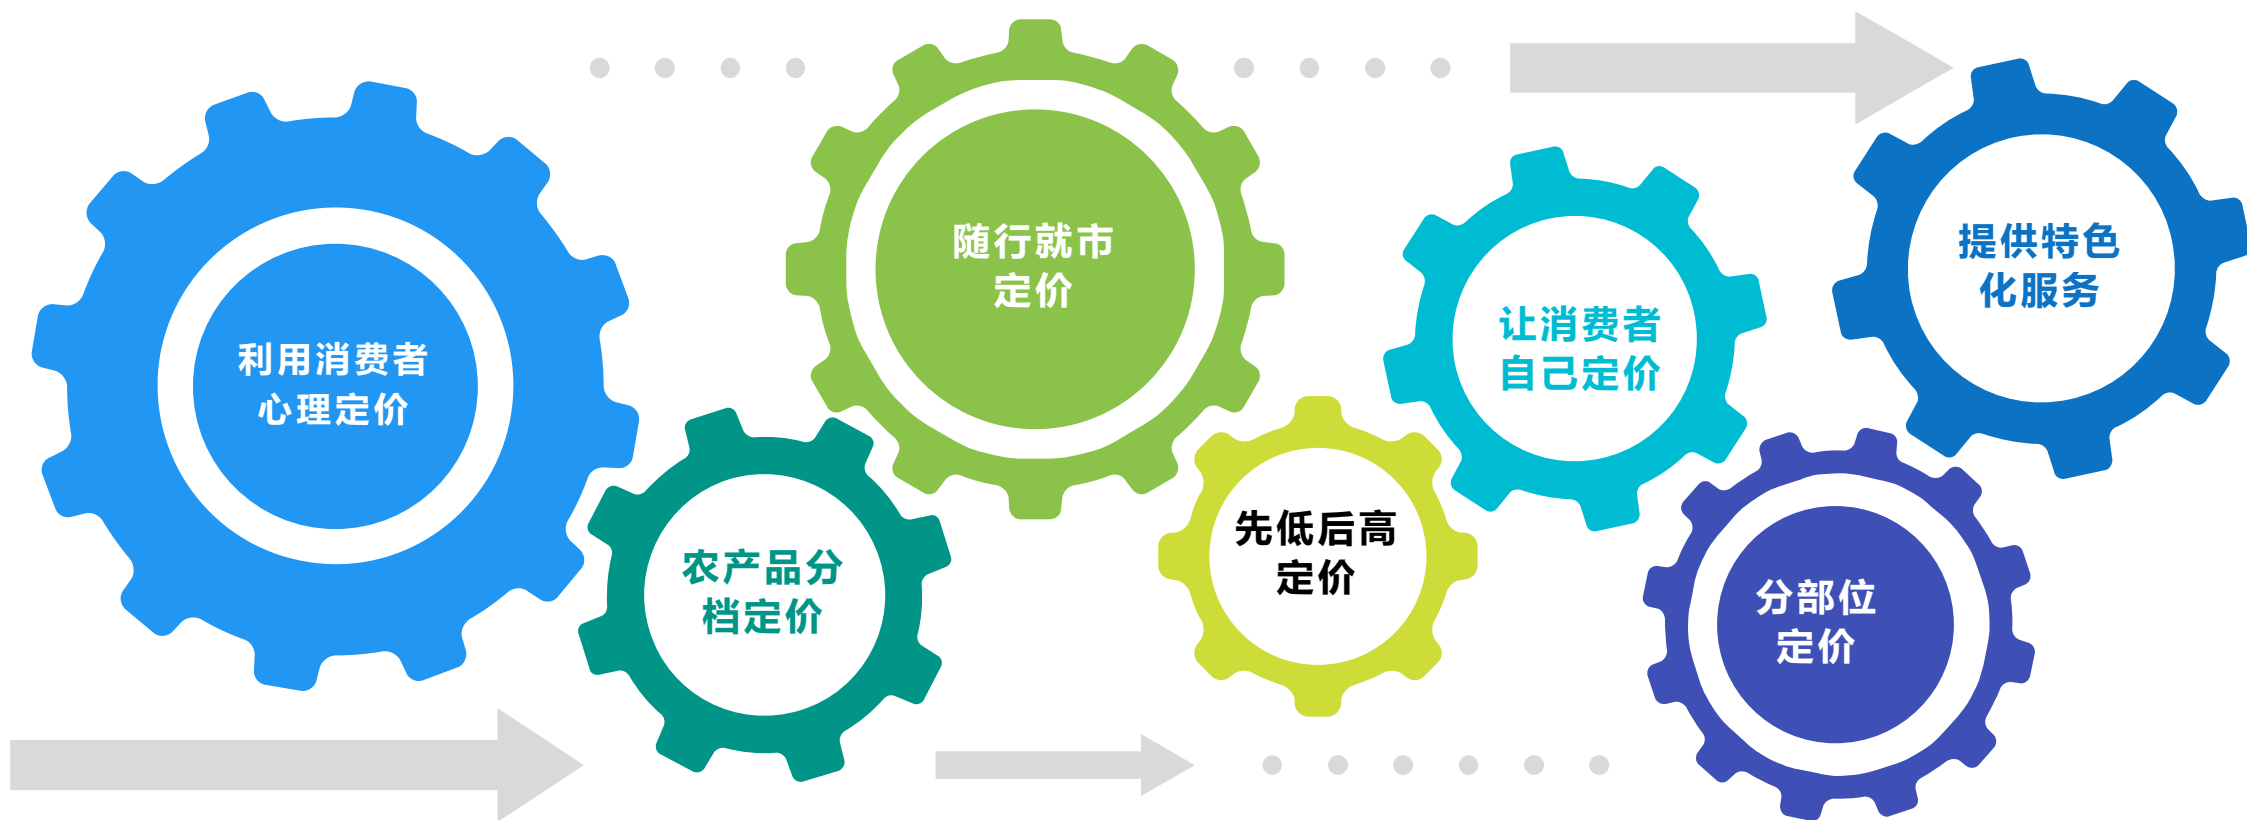 利用消费者
心理定价
农产品分
档定价
随行就市
定价
先低后高
定价
让消费者
自己定价
分部位
定价
提供特色
化服务